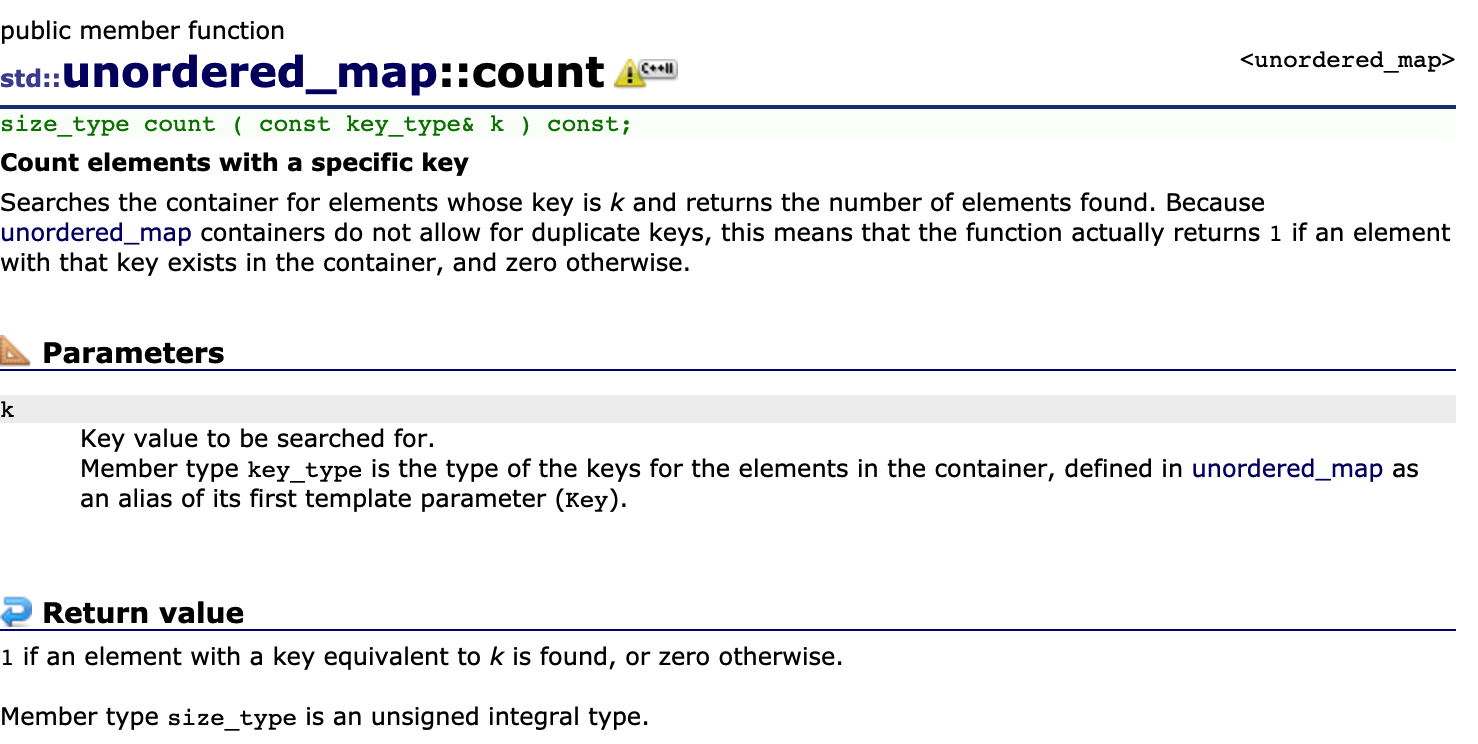 public member function
std::unordered_map::count C++11
<unordered_map>
size_type count ( const key_type& k ) const;
Count elements with a specific key
Searches the container for elements whose key is k and returns the number of elements found. Because
unordered_map containers do not allow for duplicate keys, this means that the function actually returns 1 if an element
with that key exists in the container, and zero otherwise.
Parameters
k
Key value to be searched for.
Member type key_type is the type of the keys for the elements in the container, defined in unordered_map as
an alias of its first template parameter (Key).
Return value
1 if an element with a key equivalent to k is found, or zero otherwise.
Member type size_type is an unsigned integral type.